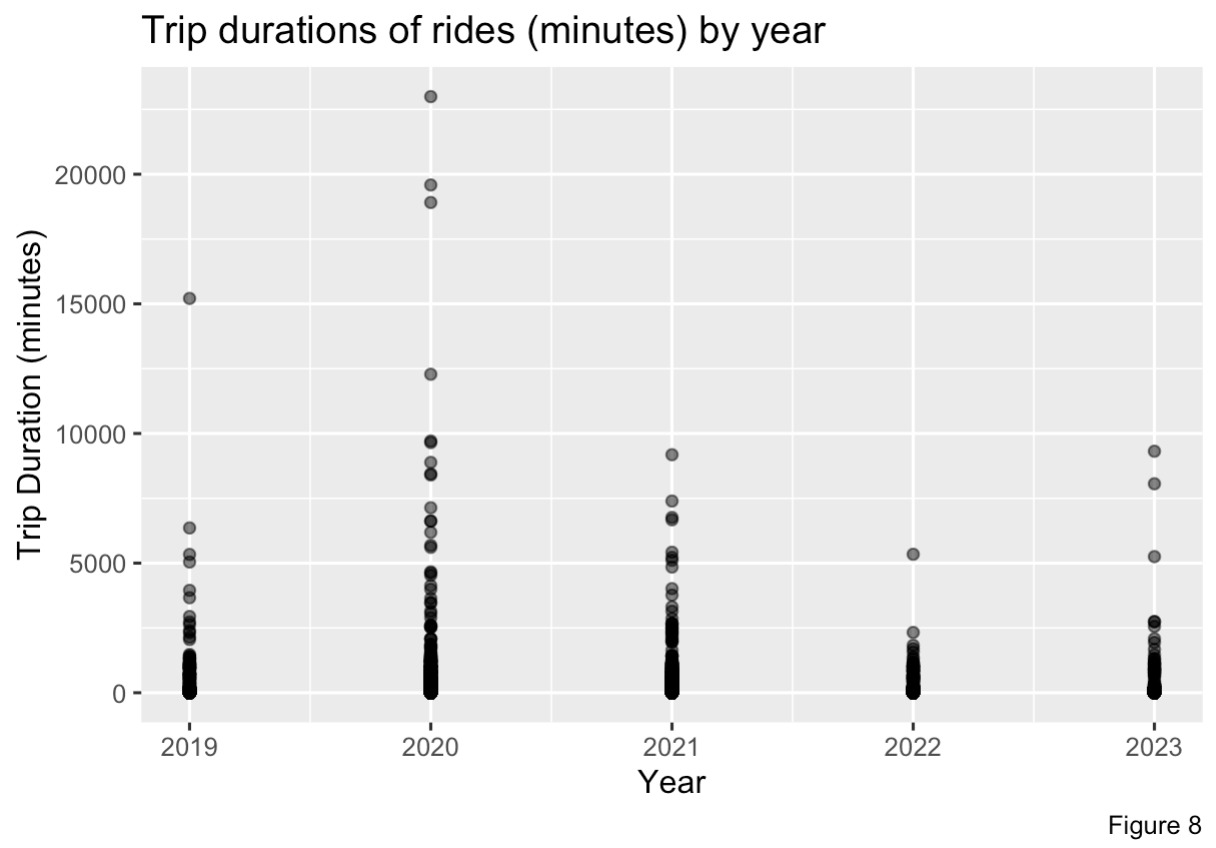 Trip durations of rides (minutes) by year
Trip Duration (minutes)
20000
15000
10000
5000
0
2019 2020 2021 2022 2023
Year
Figure 8